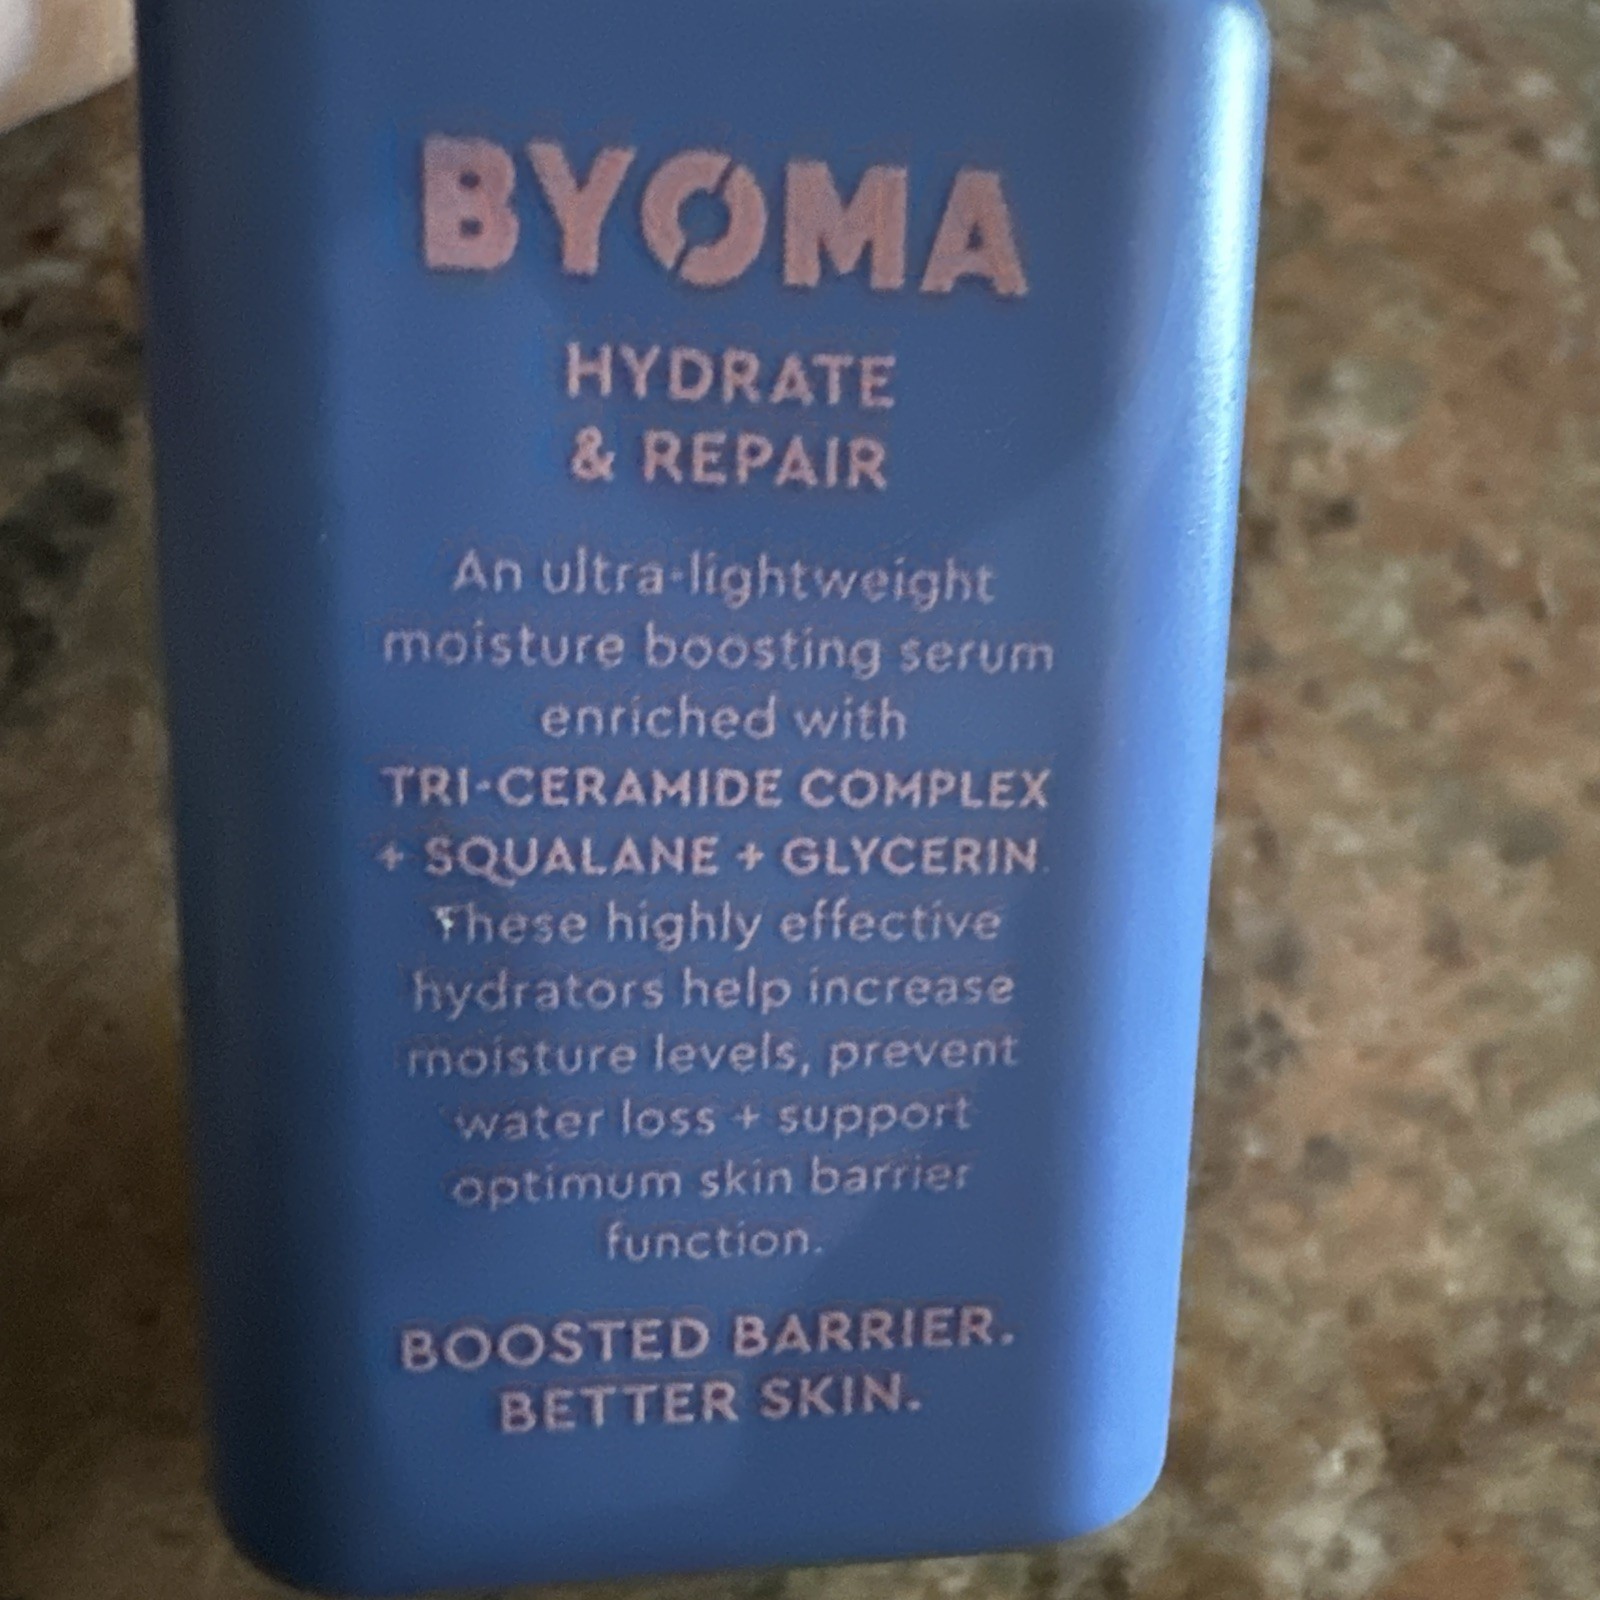 BYOMA
HYDRATE
& REPAIR
An ultra-lightweight
moisture boosting serum
enriched with
TRI-CERAMIDE COMPLEX
+ SQUALANE + GLYCERIN.
These highly effective
hydrators help increase
moisture levels, prevent
water loss + support
optimum skin barrier
function.
BOOSTED BARRIER.
BETTER SKIN.